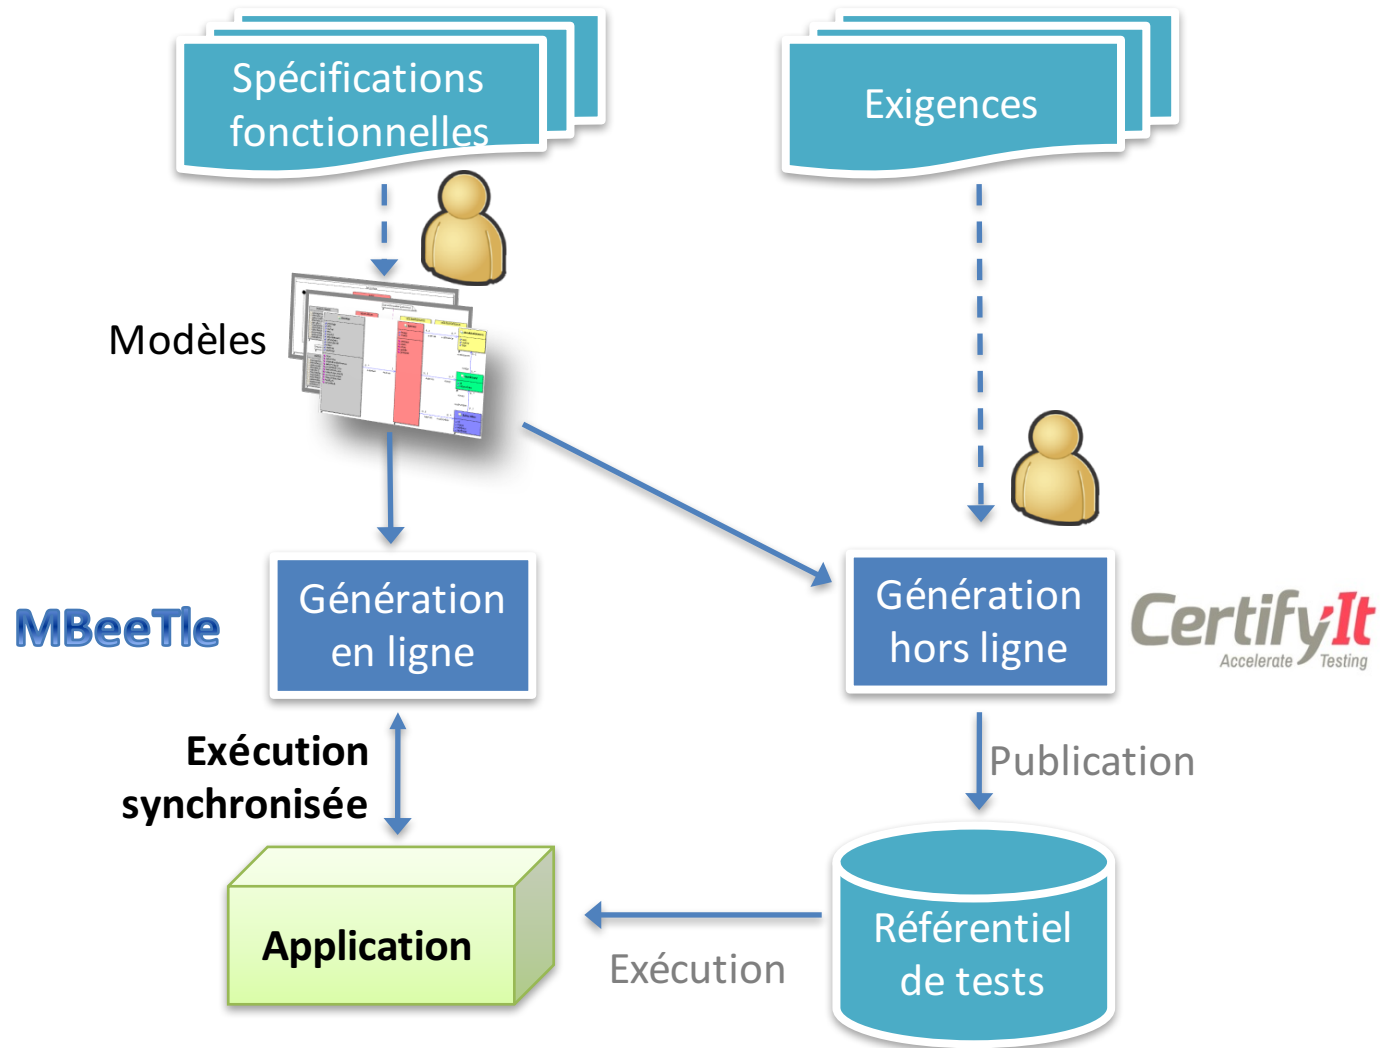 Spécifications
fonctionnelles
Exigences
Modèles
MBeeTle
Génération
en ligne
Génération
hors ligne
CertifyIt
Accelerate Testing
Exécution
synchronisée
Publication
Application
Exécution
Référentiel
de tests